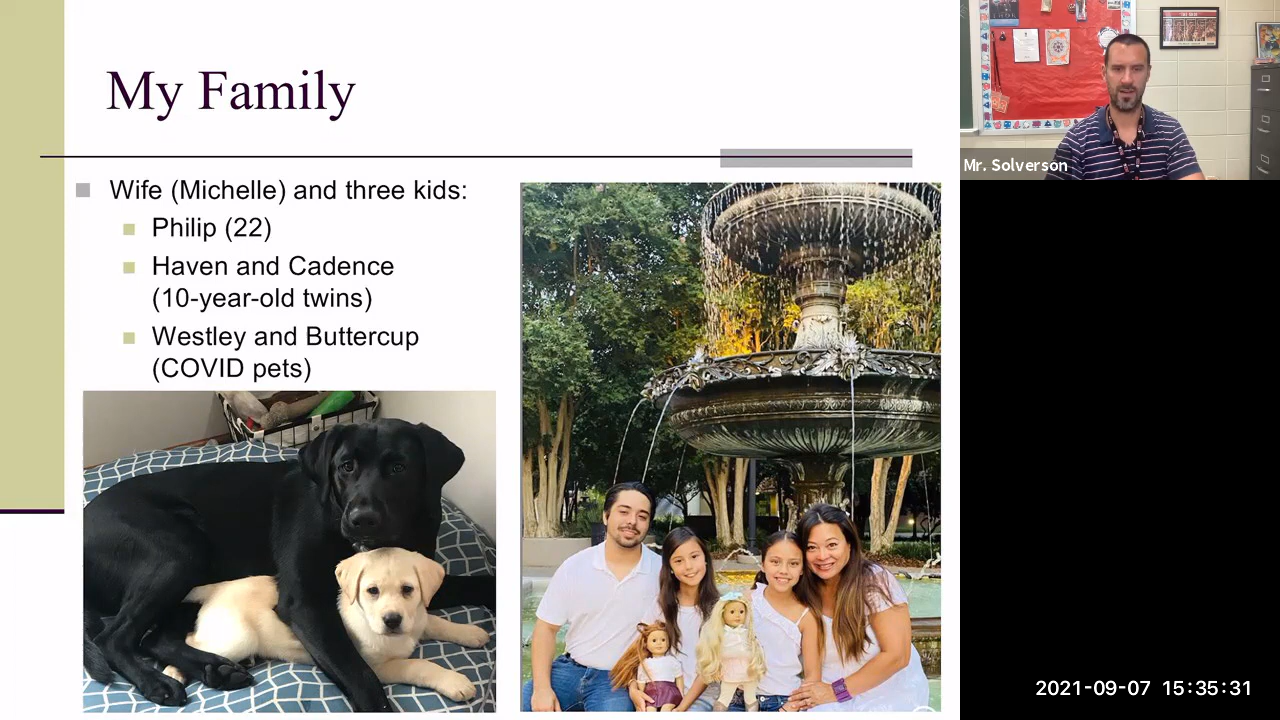 My Family
Wife (Michelle) and three kids:
Philip (22)
Haven and Cadence
(10-year-old twins)
Westley and Buttercup
(COVID pets)
Mr. Solverson
2021-09-07 15:35:31